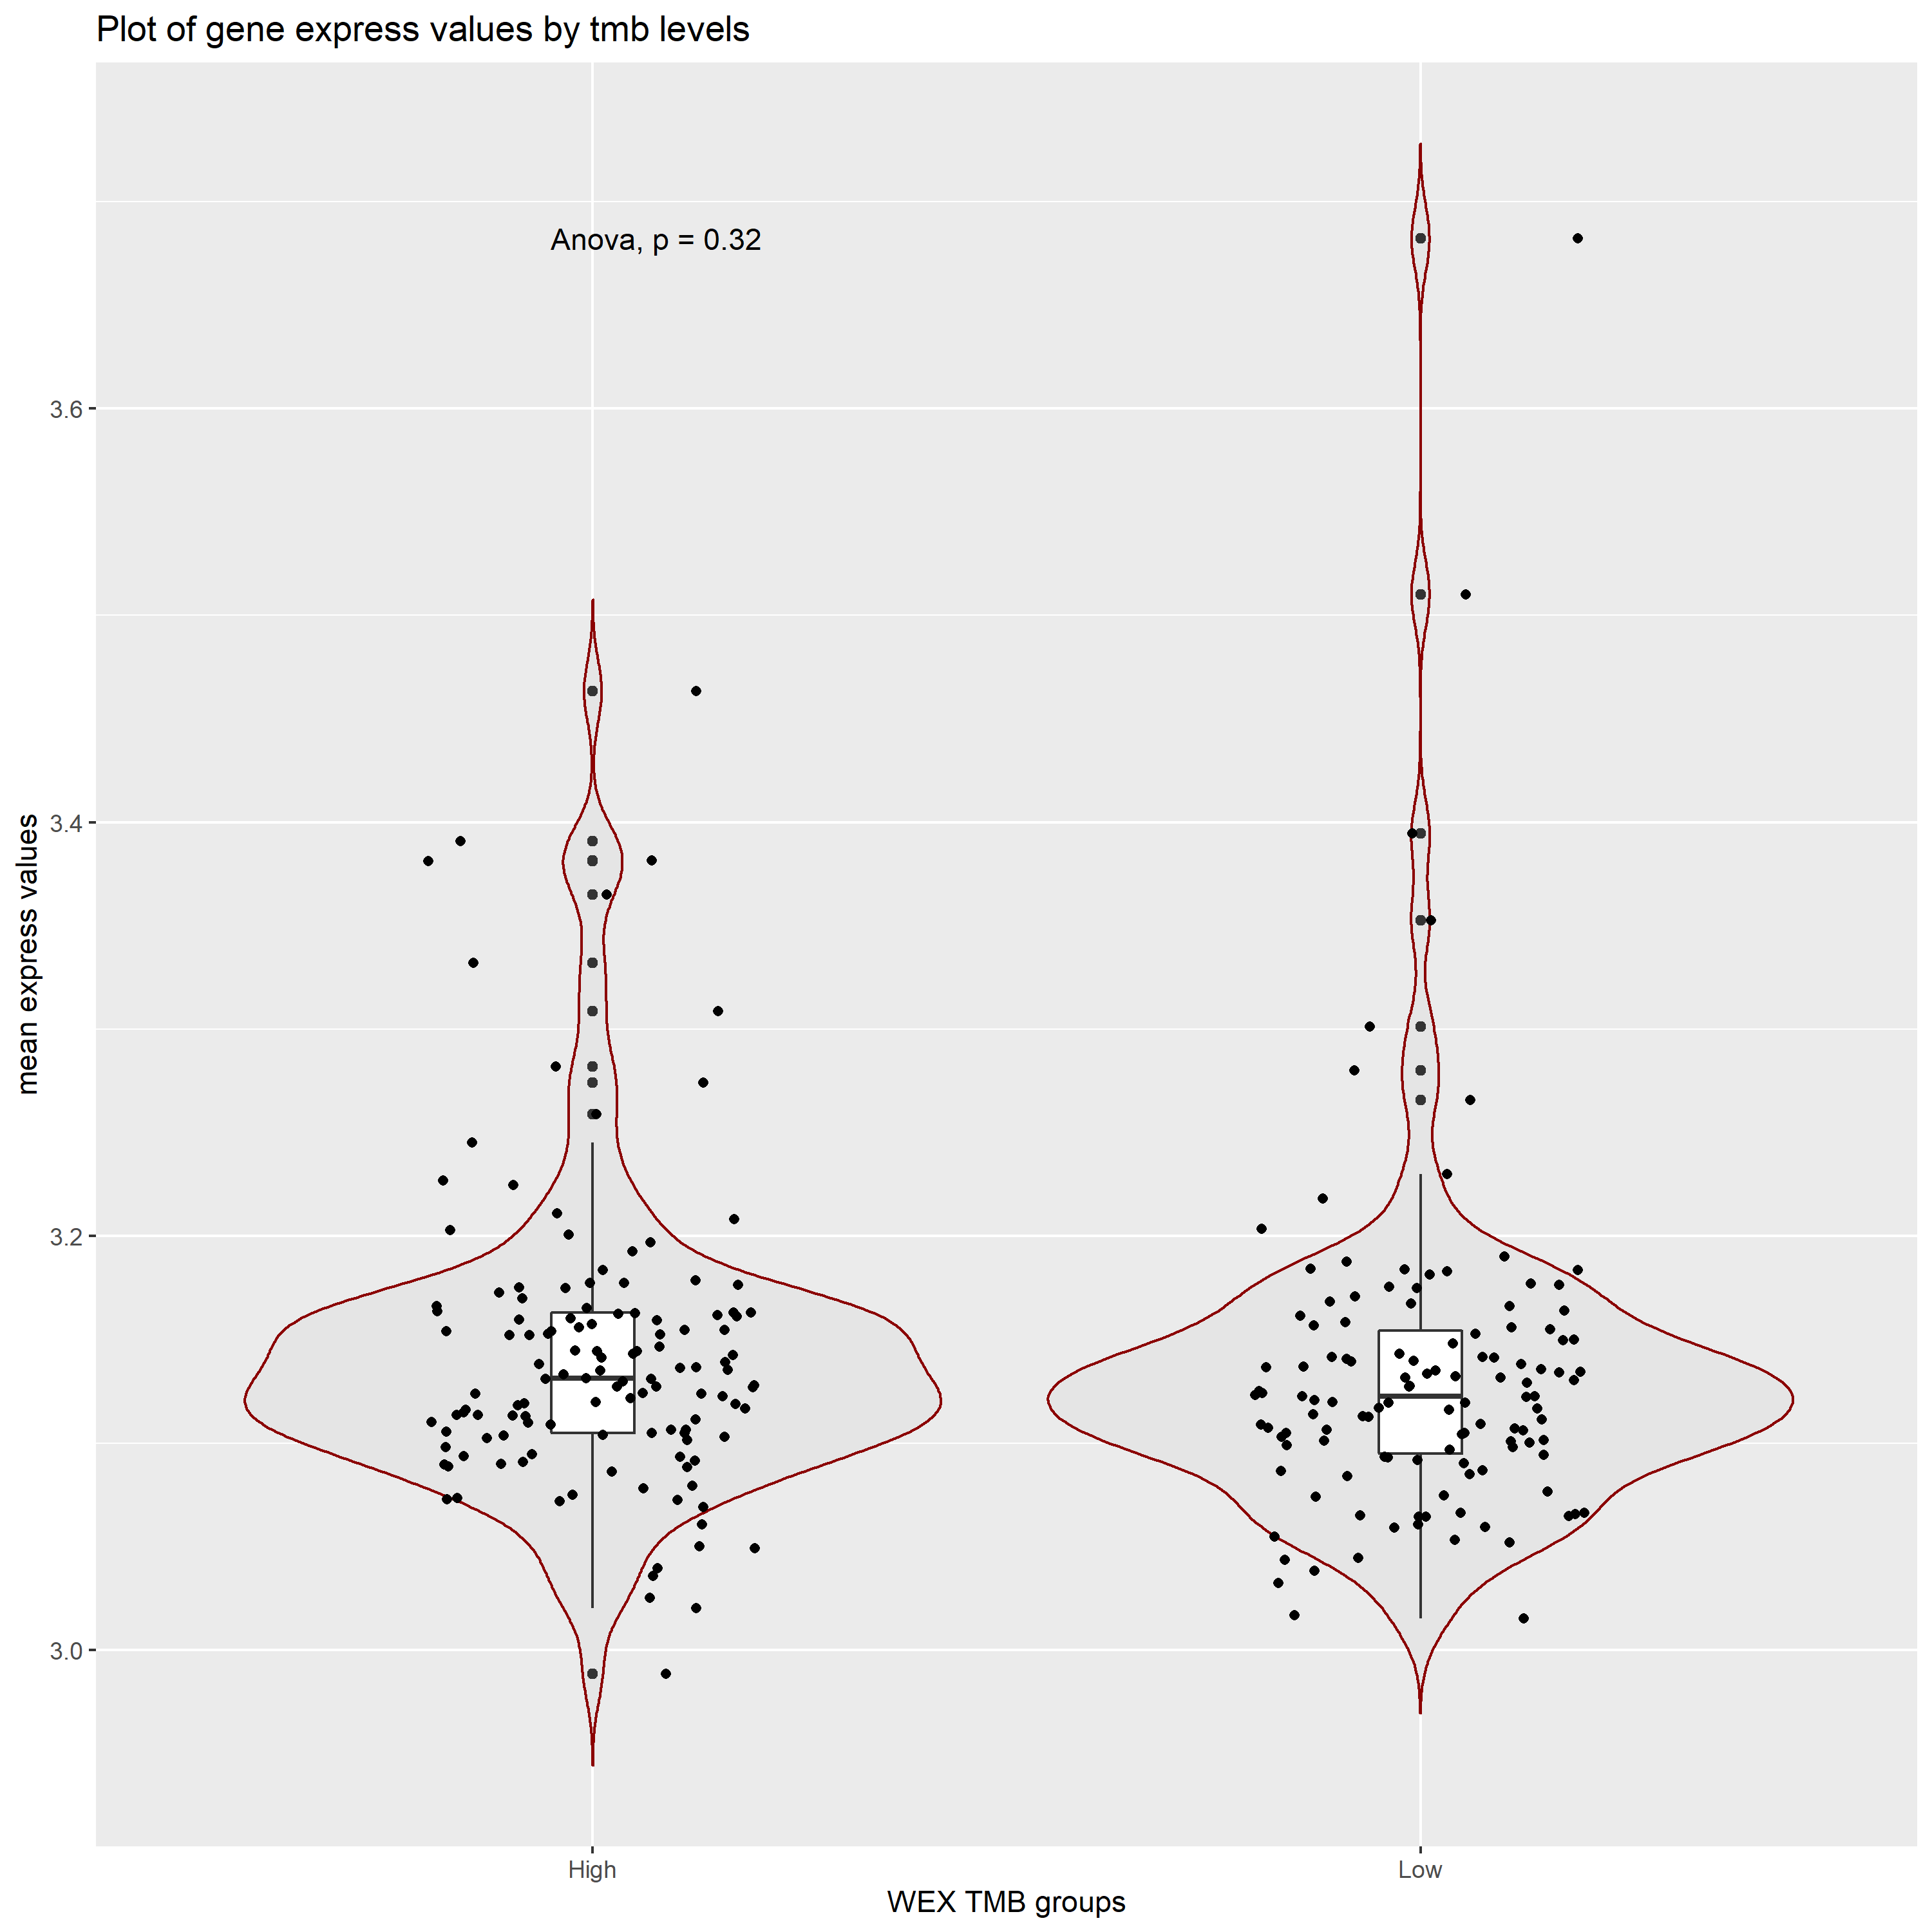 Plot of gene express values by tmb levels
Anova, p = 0.32
3.6
3.4
3.2
3.0
mean express values
High
Low
WEX TMB groups